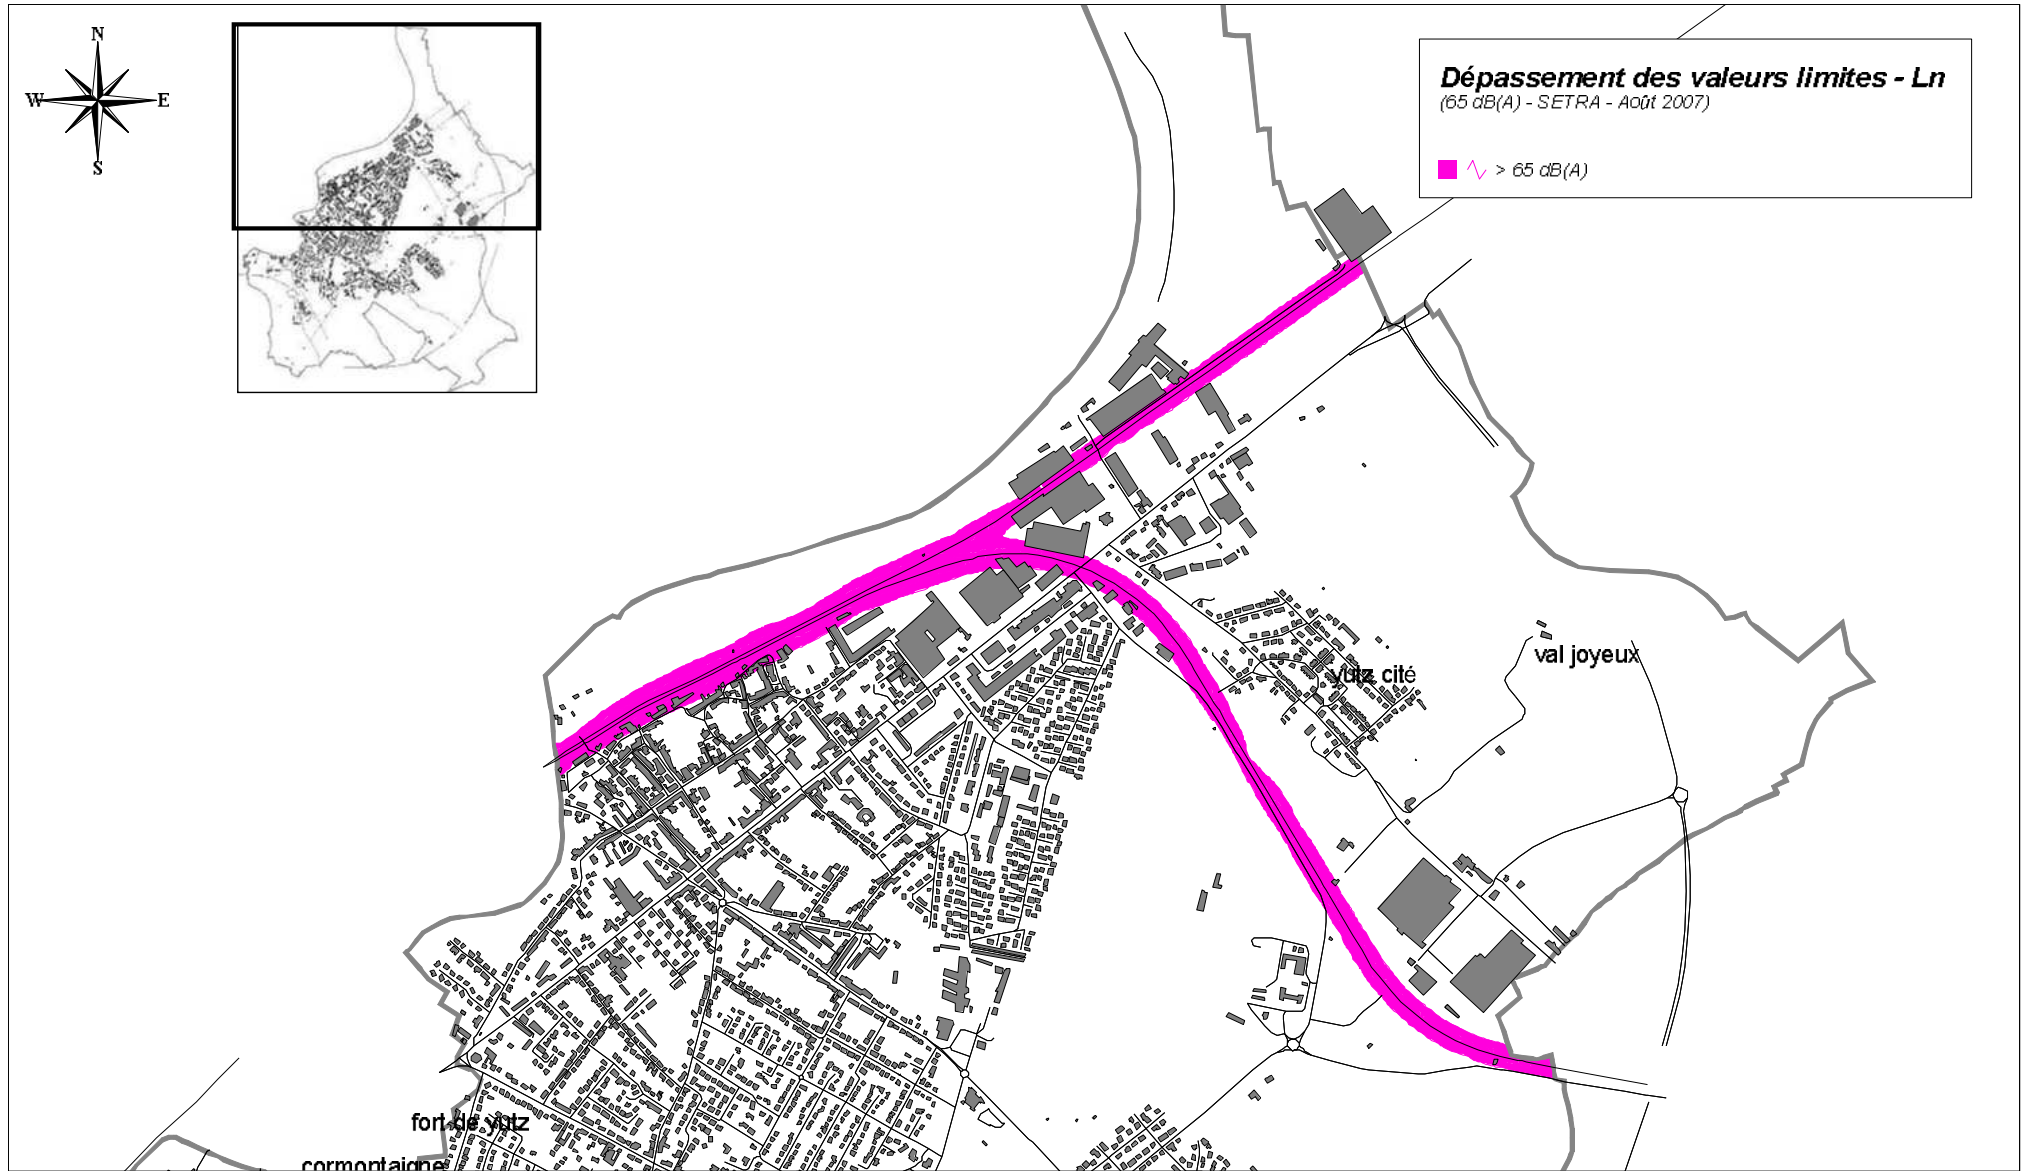 N
W
E
S
Dépassement des valeurs limites - Ln
(65 dB(A) - SETRA - Août 2007)
> 65 dB(A)
val joyeux
yutz cité
fort de yutz
cormontaigne